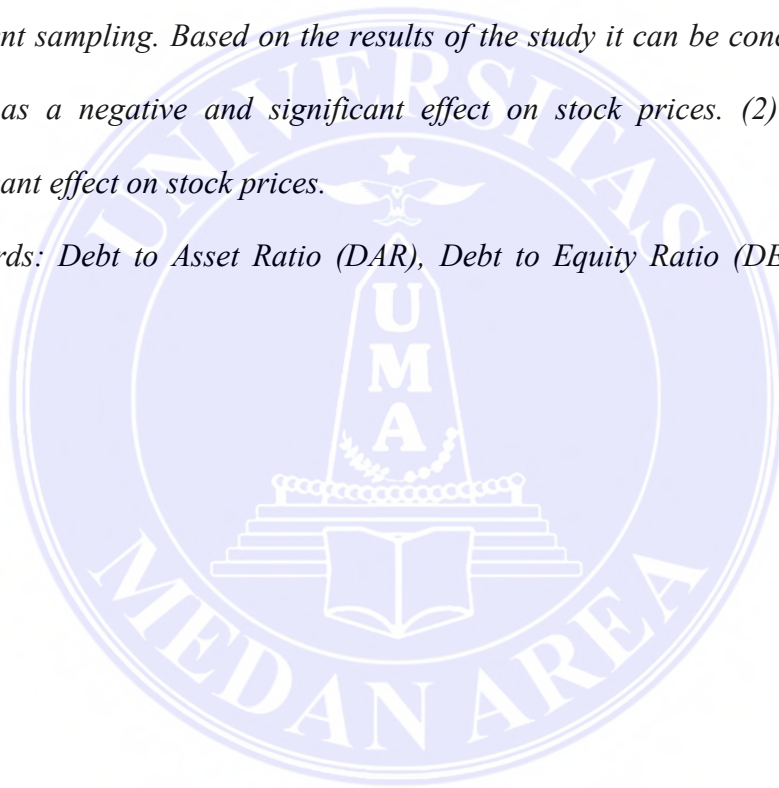 nt sampling. Based on the results of the study it can be conc
as a negative and significant effect on stock prices. (2)
ant effect on stock prices.
rds: Debt to Asset Ratio (DAR), Debt to Equity Ratio (DE
UNIVERSITAS
U
M
A
MEDAN AREA